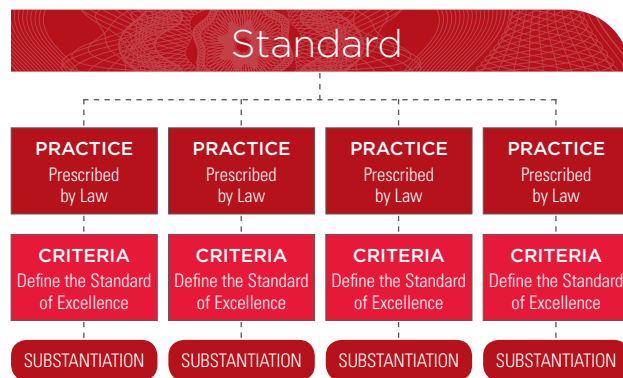 Standard
PRACTICE PRACTICE PRACTICE PRACTICE
Prescribed Prescribed Prescribed Prescribed
by Law by Law by Law by Law
CRITERIA CRITERIA CRITERIA CRITERIA
Define the Standard Define the Standard Define the Standard Define the Standard
of Excellence of Excellence of Excellence of Excellence
SUBSTANTIATION SUBSTANTIATION SUBSTANTIATION SUBSTANTIATION